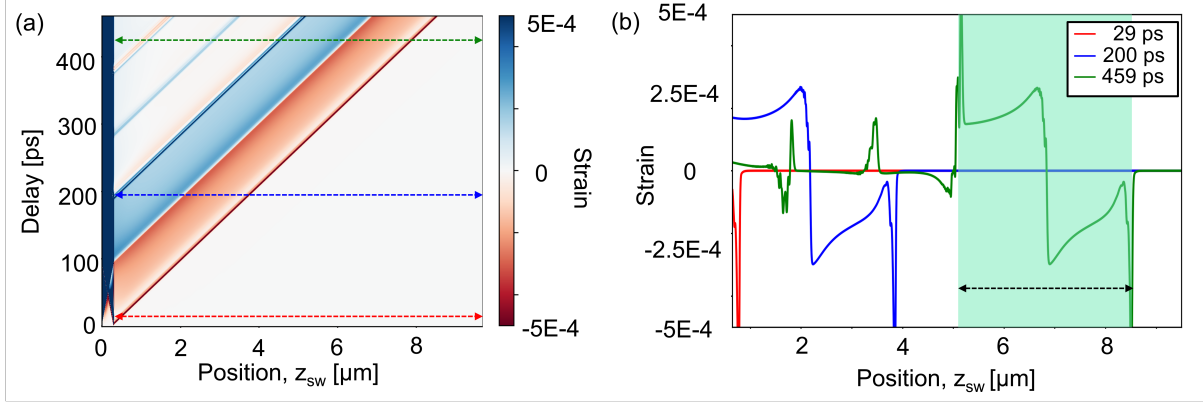 (a)
400
300
200
100
0
Delay [ps]
0
2
4
6
8
Position, z_sw [µm]
5E-4
0
-5E-4
Strain
(b)
5E-4
2.5E-4
0
-2.5E-4
-5E-4
Strain
29 ps
200 ps
459 ps
2
4
6
8
Position, z_sw [µm]